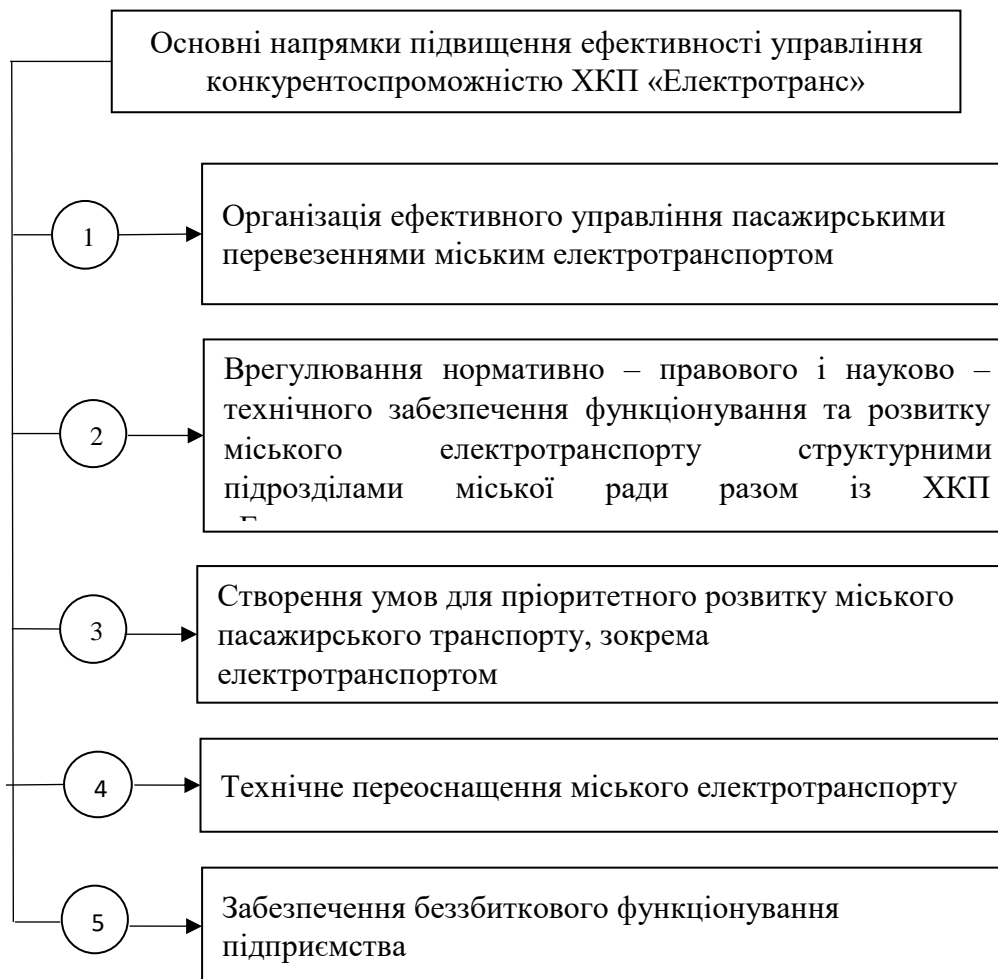 Основні напрямки підвищення ефективності управління
конкурентоспроможністю ХКП «Електротранс»
1
Організація ефективного управління пасажирськими
перевезеннями міським електротранспортом
2
Врегулювання нормативно – правового і науково –
технічного забезпечення функціонування та розвитку
міського електротранспорту структурними
підрозділами міської ради разом із ХКП
3
Створення умов для пріоритетного розвитку міського
пасажирського транспорту, зокрема
електротранспортом
4
Технічне переоснащення міського електротранспорту
5
Забезпечення беззбиткового функціонування
підприємства